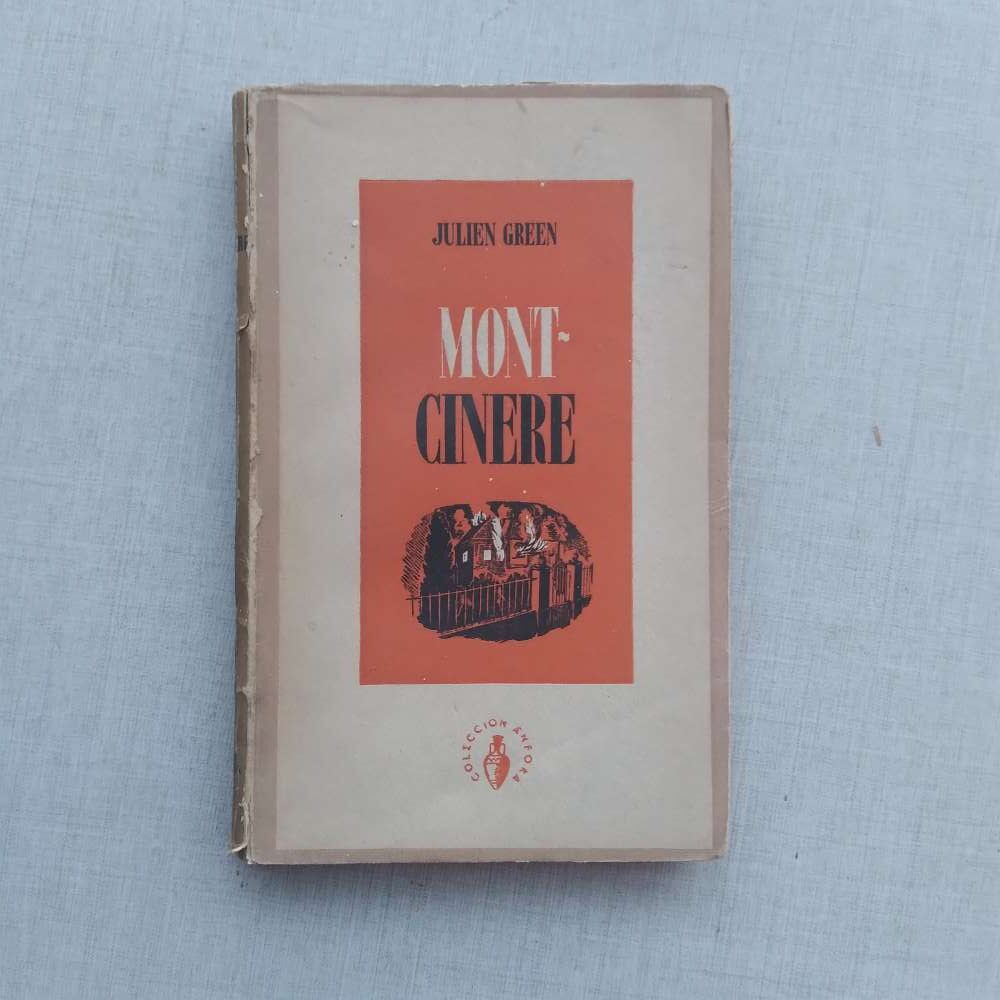 JULIEN GREEN
MONT-
CINERE
COLECCION ANFORA